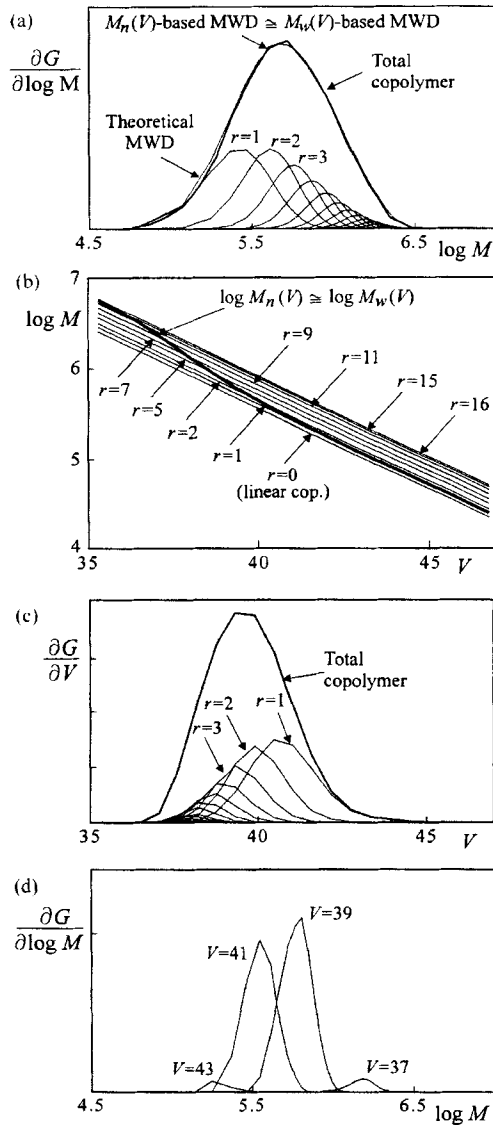 (a)
Mn(V)-based MWD ≅ Mw(V)-based MWD
∂G
∂log M
Total
copolymer
Theoretical
MWD
r=1
r=2
r=3
4.5
5.5
6.5
log M
(b)
7
log M
6
5
4
log Mn(V) ≅ log Mw(V)
r=9
r=11
r=15
r=16
r=7
r=5
r=2
r=1
r=0
(linear cop.)
35
40
45
V
(c)
∂G
∂V
Total
copolymer
r=1
r=2
r=3
35
40
45
V
(d)
∂G
∂log M
V=39
V=41
V=43
V=37
4.5
5.5
6.5
log M